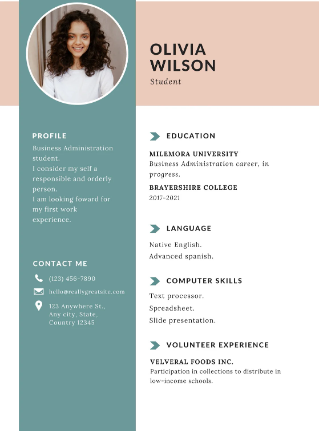 OLIVIA
WILSON
Student
PROFILE
Business Administration
student.
I consider my self a
responsible and orderly
person.
I am looking foward for
my first work
experience.
CONTACT ME
(123) 456-7890
hello@reallygreatsite.com
123 Anywhere St.,
Any city, State,
Country 12345
EDUCATION
MILEMORA UNIVERSITY
Business Administration career, in
progress.
BRAYERSHIRE COLLEGE
2017-2021
LANGUAGE
Native English.
Advanced spanish.
COMPUTER SKILLS
Text processor.
Spreadsheet.
Slide presentation.
VOLUNTEER EXPERIENCE
VELVERAL FOODS INC.
Participation in collections to distribute in
low-income schools.